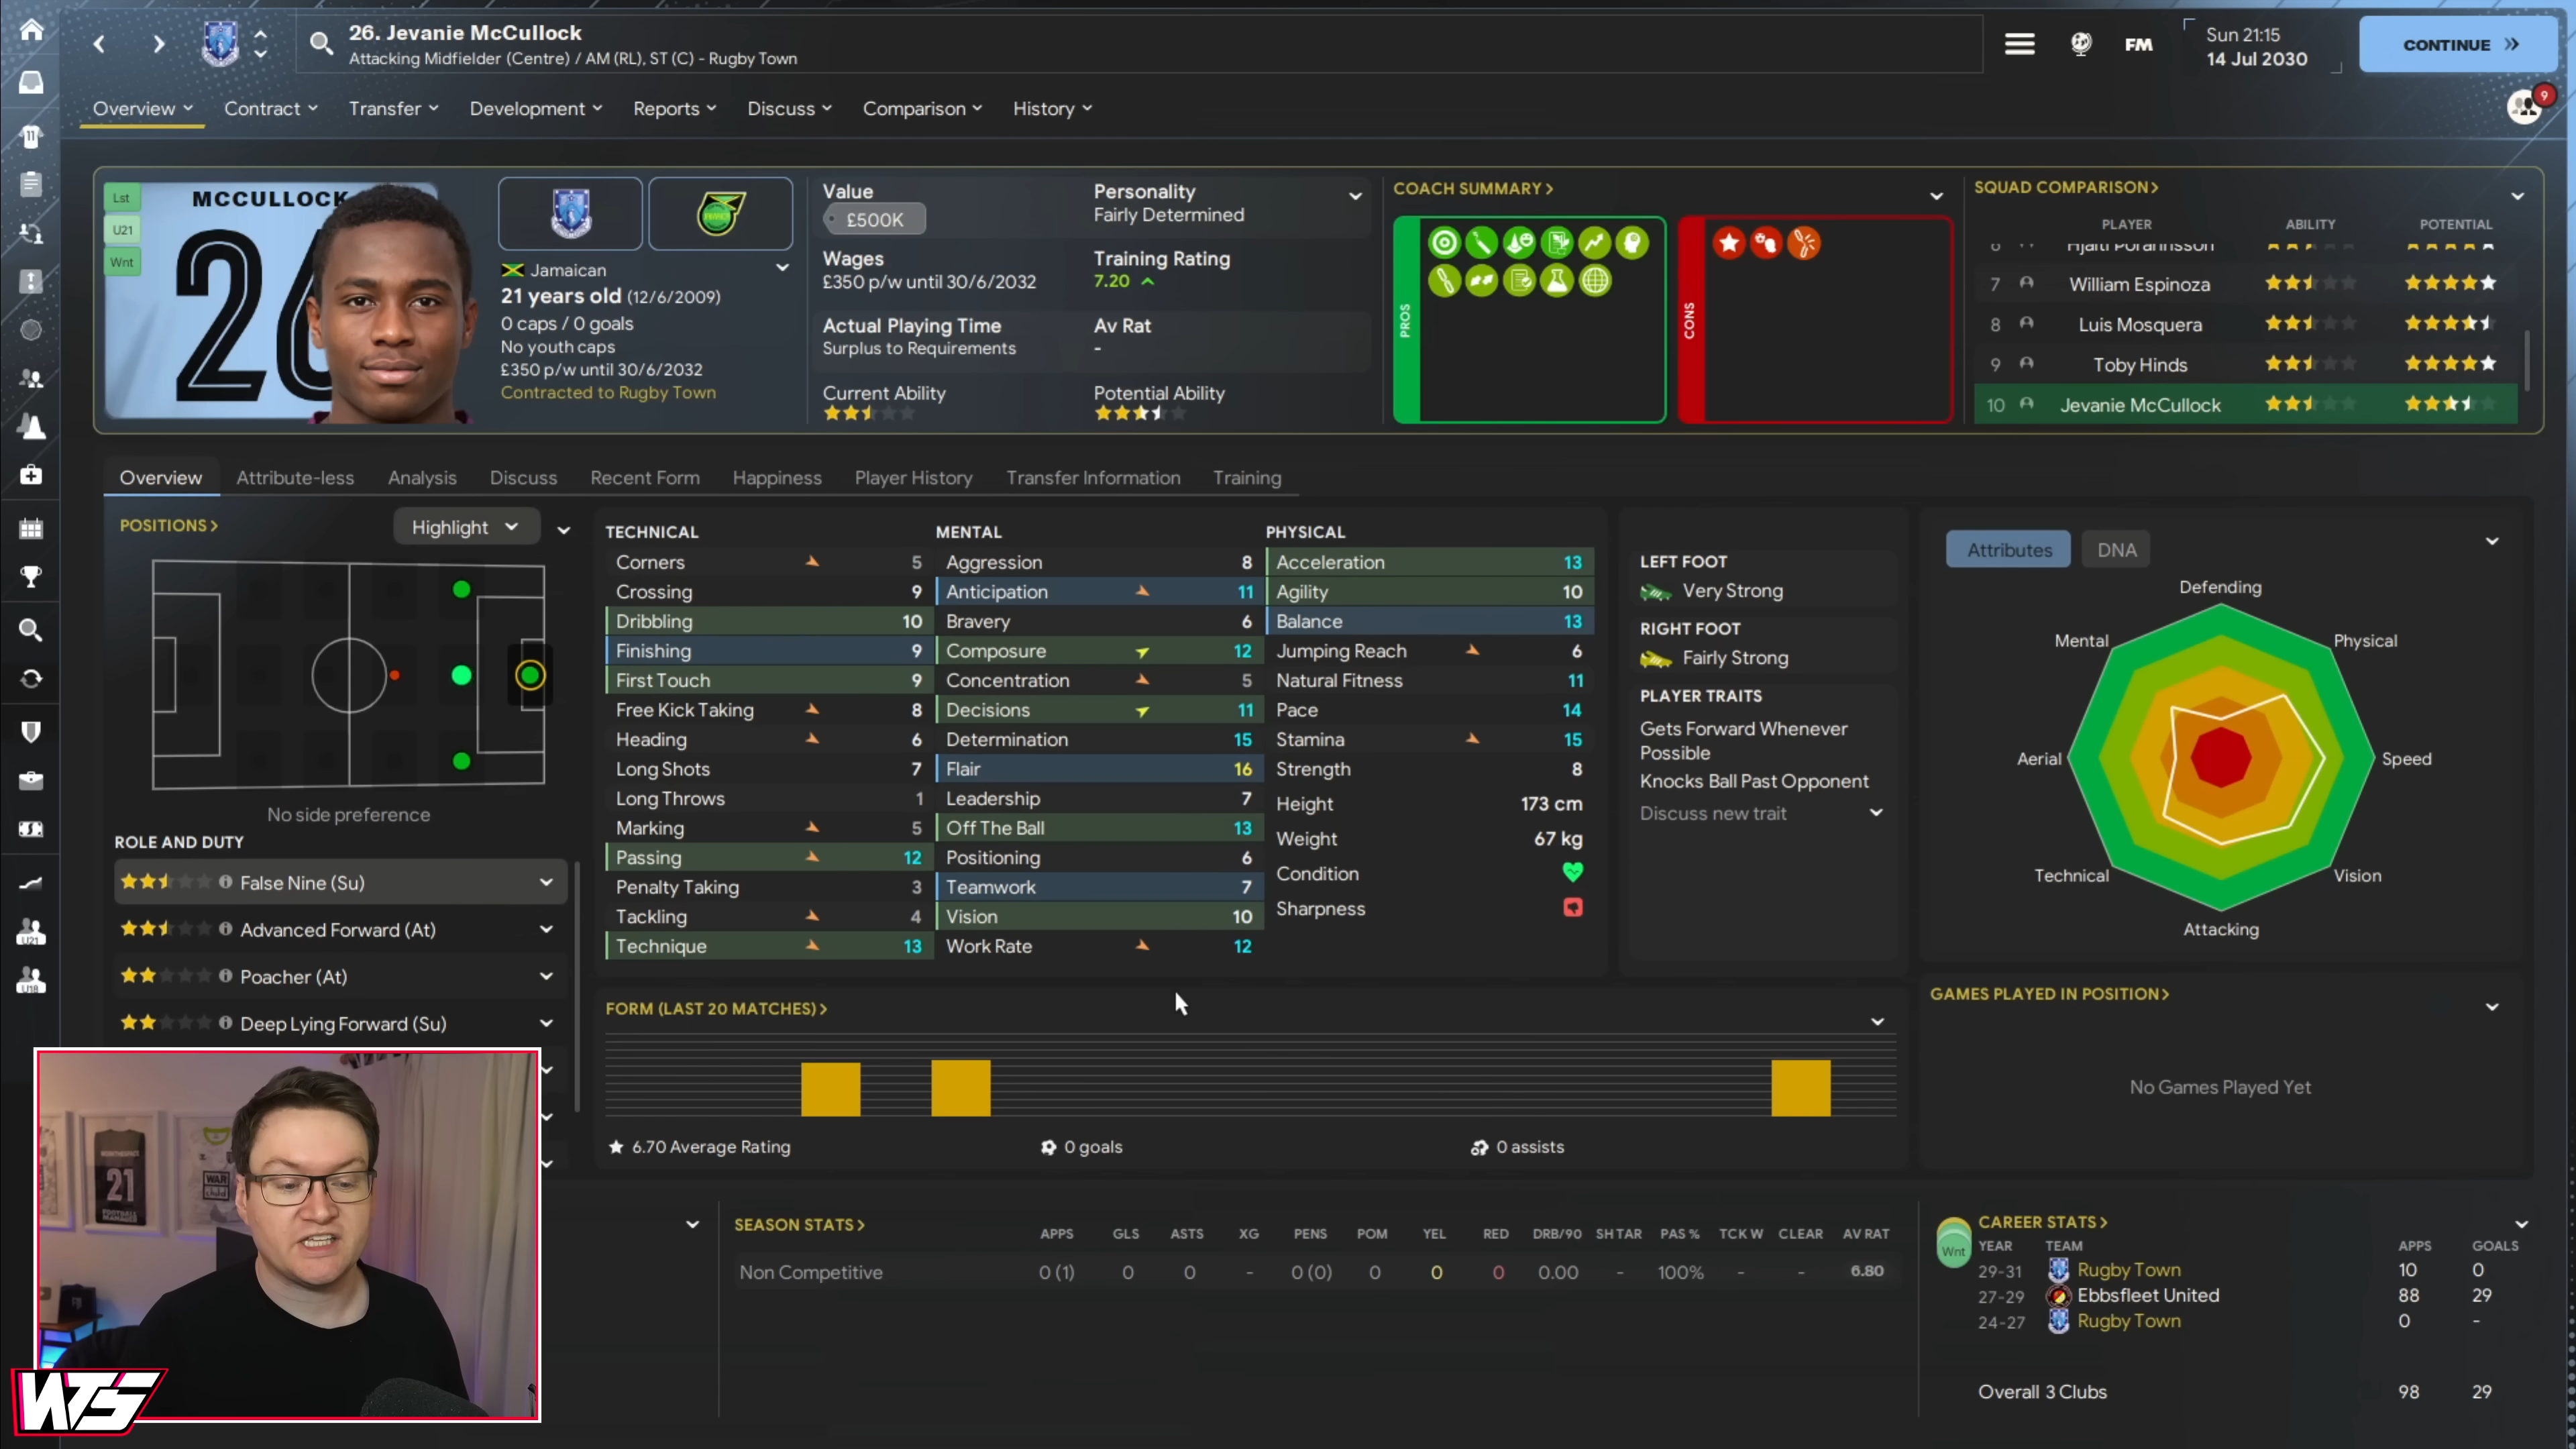 26. Jevanie McCullock
Attacking Midfielder (Centre) / AM (RL), ST (C) - Rugby Town
FM
Sun 21:15
14 Jul 2030
CONTINUE
Overview
Contract
Transfer
Development
Reports
Discuss
Comparison
History
9
11
Lst
U21
Wnt
MCCULLOCK
26
Jamaican
21 years old (12/6/2009)
0 caps / 0 goals
No youth caps
£350 p/w until 30/6/2032
Contracted to Rugby Town
Value
£500K
Wages
£350 p/w until 30/6/2032
Actual Playing Time
Surplus to Requirements
Current Ability
Personality
Fairly Determined
Training Rating
7.20
Av Rat
-
Potential Ability
COACH SUMMARY
PROS
CONS
SQUAD COMPARISON
PLAYER ABILITY POTENTIAL
7 William Espinoza
8 Luis Mosquera
9 Toby Hinds
10 Jevanie McCullock
Overview
Attribute-less
Analysis
Discuss
Recent Form
Happiness
Player History
Transfer Information
Training
POSITIONS
Highlight
No side preference
ROLE AND DUTY
False Nine (Su)
Advanced Forward (At)
Poacher (At)
Deep Lying Forward (Su)
TECHNICAL
Corners 5
Crossing 9
Dribbling 10
Finishing 9
First Touch 9
Free Kick Taking 8
Heading 6
Long Shots 7
Long Throws 1
Marking 5
Passing 12
Penalty Taking 3
Tackling 4
Technique 13
MENTAL
Aggression 8
Anticipation 11
Bravery 6
Composure 12
Concentration 5
Decisions 11
Determination 15
Flair 16
Leadership 7
Off The Ball 13
Positioning 6
Teamwork 7
Vision 10
Work Rate 12
PHYSICAL
Acceleration 13
Agility 10
Balance 13
Jumping Reach 6
Natural Fitness 11
Pace 14
Stamina 15
Strength 8
Height 173 cm
Weight 67 kg
Condition
Sharpness
LEFT FOOT
Very Strong
RIGHT FOOT
Fairly Strong
PLAYER TRAITS
Gets Forward Whenever
Possible
Knocks Ball Past Opponent
Discuss new trait
Attributes
DNA
Defending
Mental
Physical
Aerial
Speed
Technical
Vision
Attacking
FORM (LAST 20 MATCHES)
6.70 Average Rating
0 goals
0 assists
GAMES PLAYED IN POSITION
No Games Played Yet
U21
U18
21
FOOTBALL
MANAGER
WTS
SEASON STATS
APPS GLS ASTS XG PENS POM YEL RED DRB/90 SH TAR PAS % TCK W CLEAR AV RAT
Non Competitive 0 (1) 0 0 - 0 (0) 0 0 0 0.00 - 100% - - 6.80
Wnt
CAREER STATS
YEAR TEAM APPS GOALS
29-31 Rugby Town 10 0
27-29 Ebbsfleet United 88 29
24-27 Rugby Town 0 -
Overall 3 Clubs 98 29